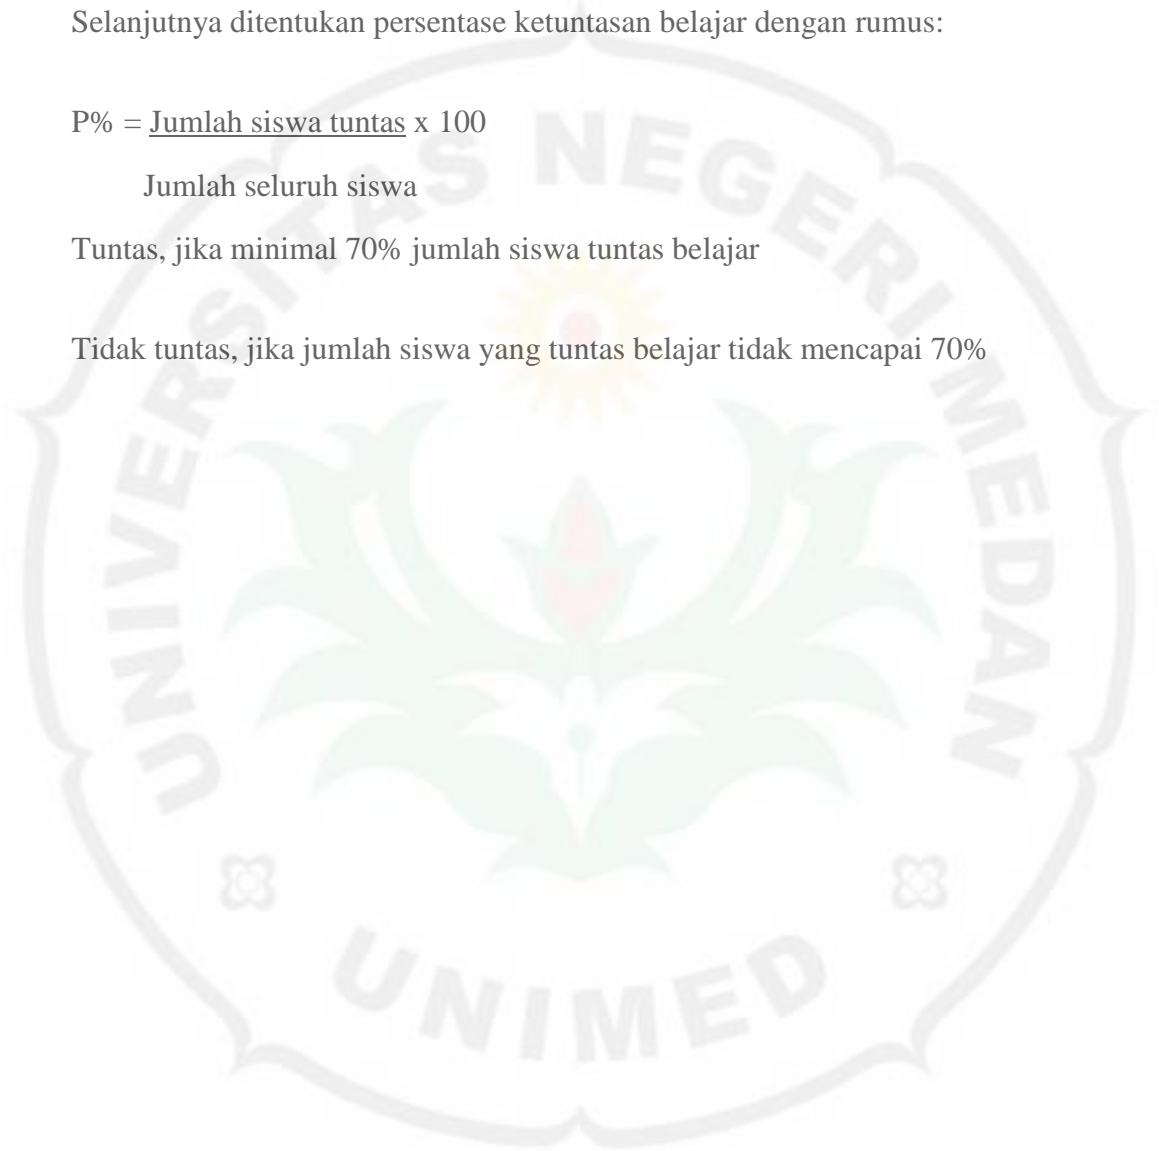 Selanjutnya ditentukan persentase ketuntasan belajar dengan rumus:
P% = Jumlah siswa tuntas x 100
Jumlah seluruh siswa
Tuntas, jika minimal 70% jumlah siswa tuntas belajar
Tidak tuntas, jika jumlah siswa yang tuntas belajar tidak mencapai 70%
UNIVERSITAS NEGERI MEDAN
UNIMED